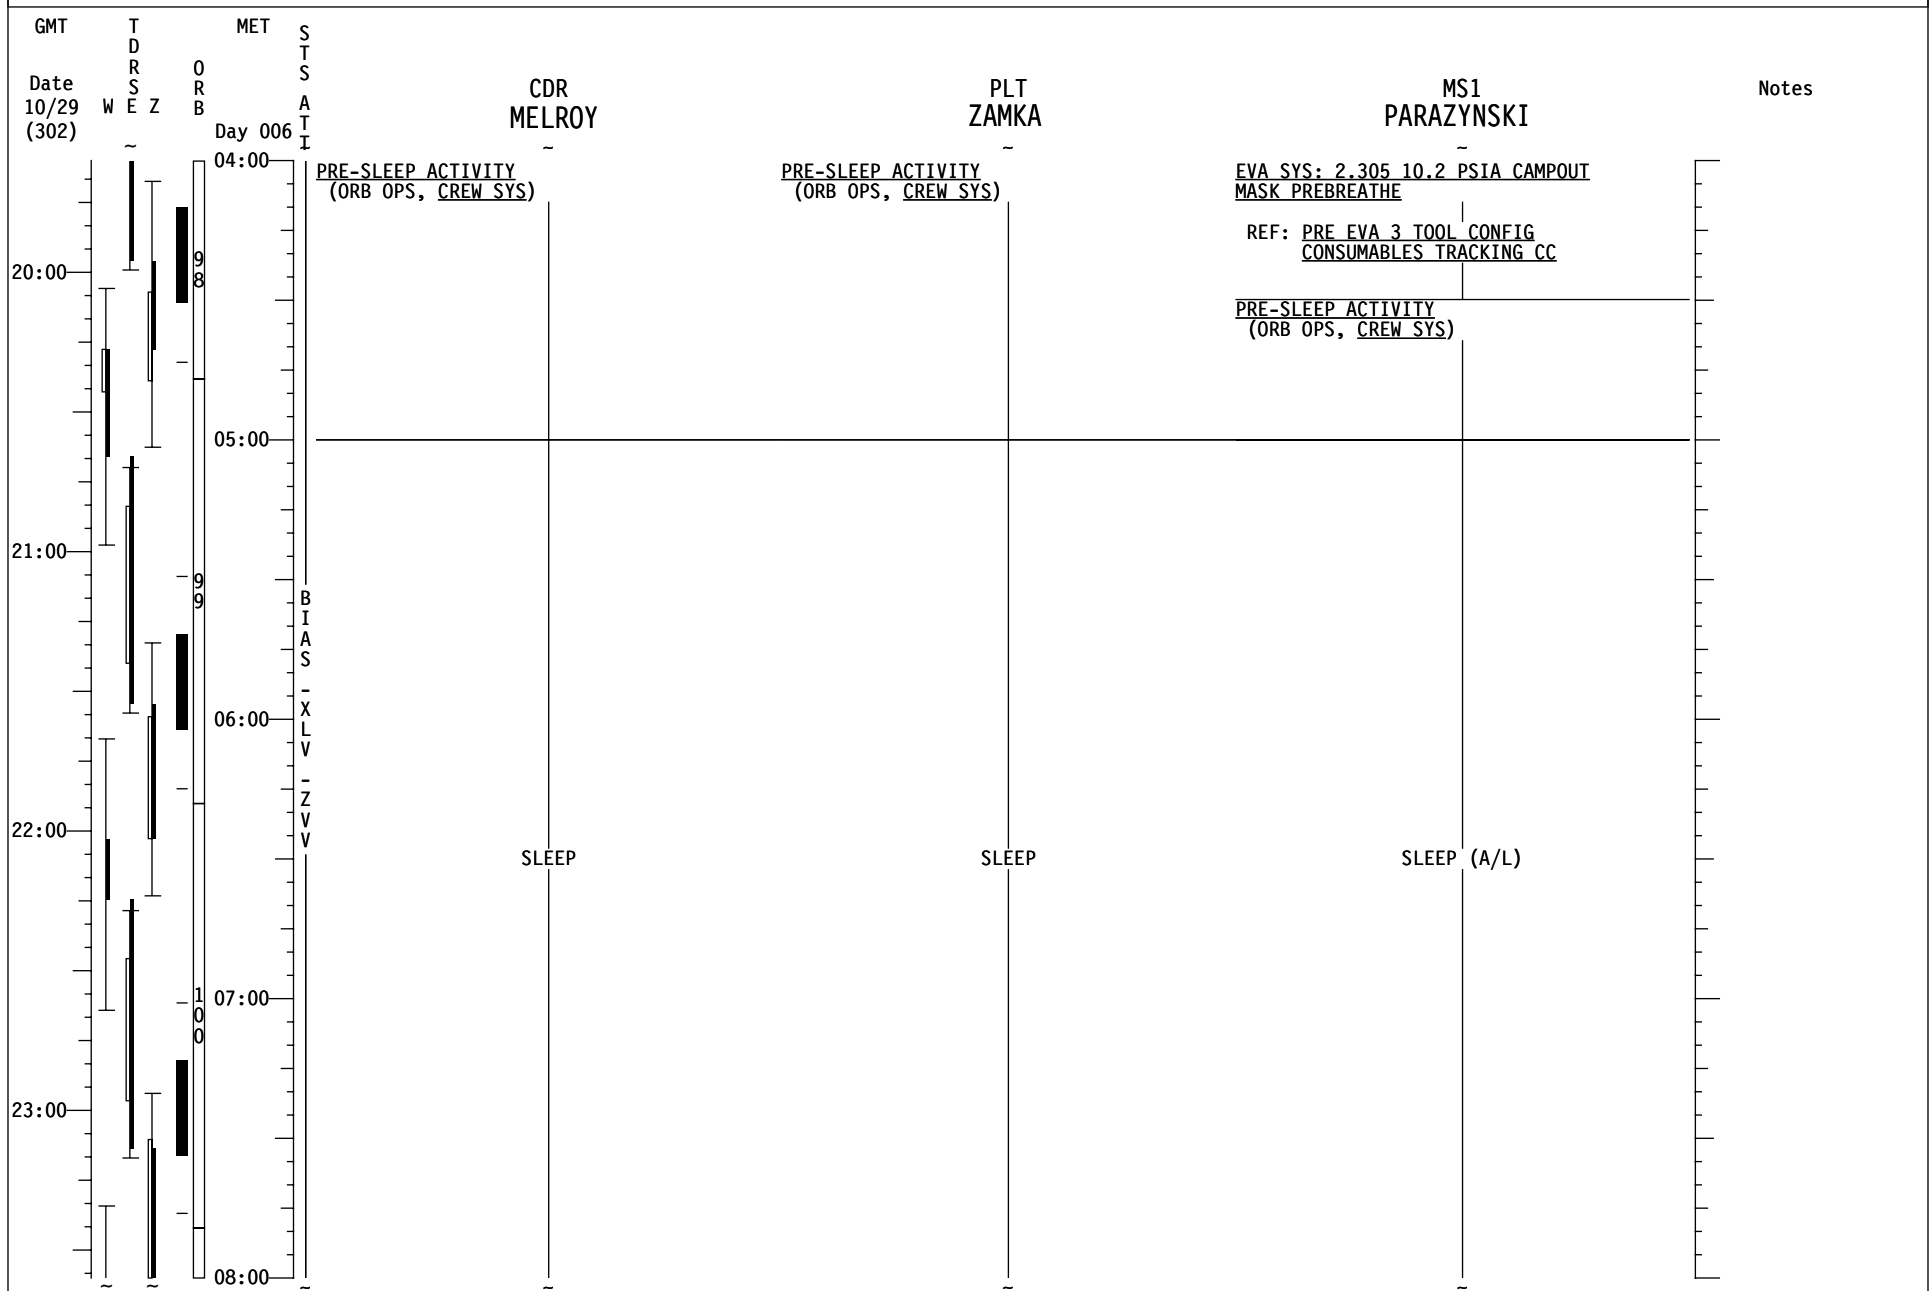 GMT
TDRS
MET
STS ATT
ORB
Date
10/29
(302)
W E Z
Day 006
CDR
MELROY
PLT
ZAMKA
MS1
PARAZYNSKI
Notes
~ ~ ~ ~
04:00
PRE-SLEEP ACTIVITY
(ORB OPS, CREW SYS)
PRE-SLEEP ACTIVITY
(ORB OPS, CREW SYS)
EVA SYS: 2.305 10.2 PSIA CAMPOUT
MASK PREBREATHE
REF: PRE EVA 3 TOOL CONFIG
CONSUMABLES TRACKING CC
20:00
98
PRE-SLEEP ACTIVITY
(ORB OPS, CREW SYS)
05:00
21:00
99
BIAS -XLV -ZVV
06:00
22:00
SLEEP
SLEEP
SLEEP (A/L)
07:00
100
23:00
08:00
~ ~ ~ ~ ~ ~